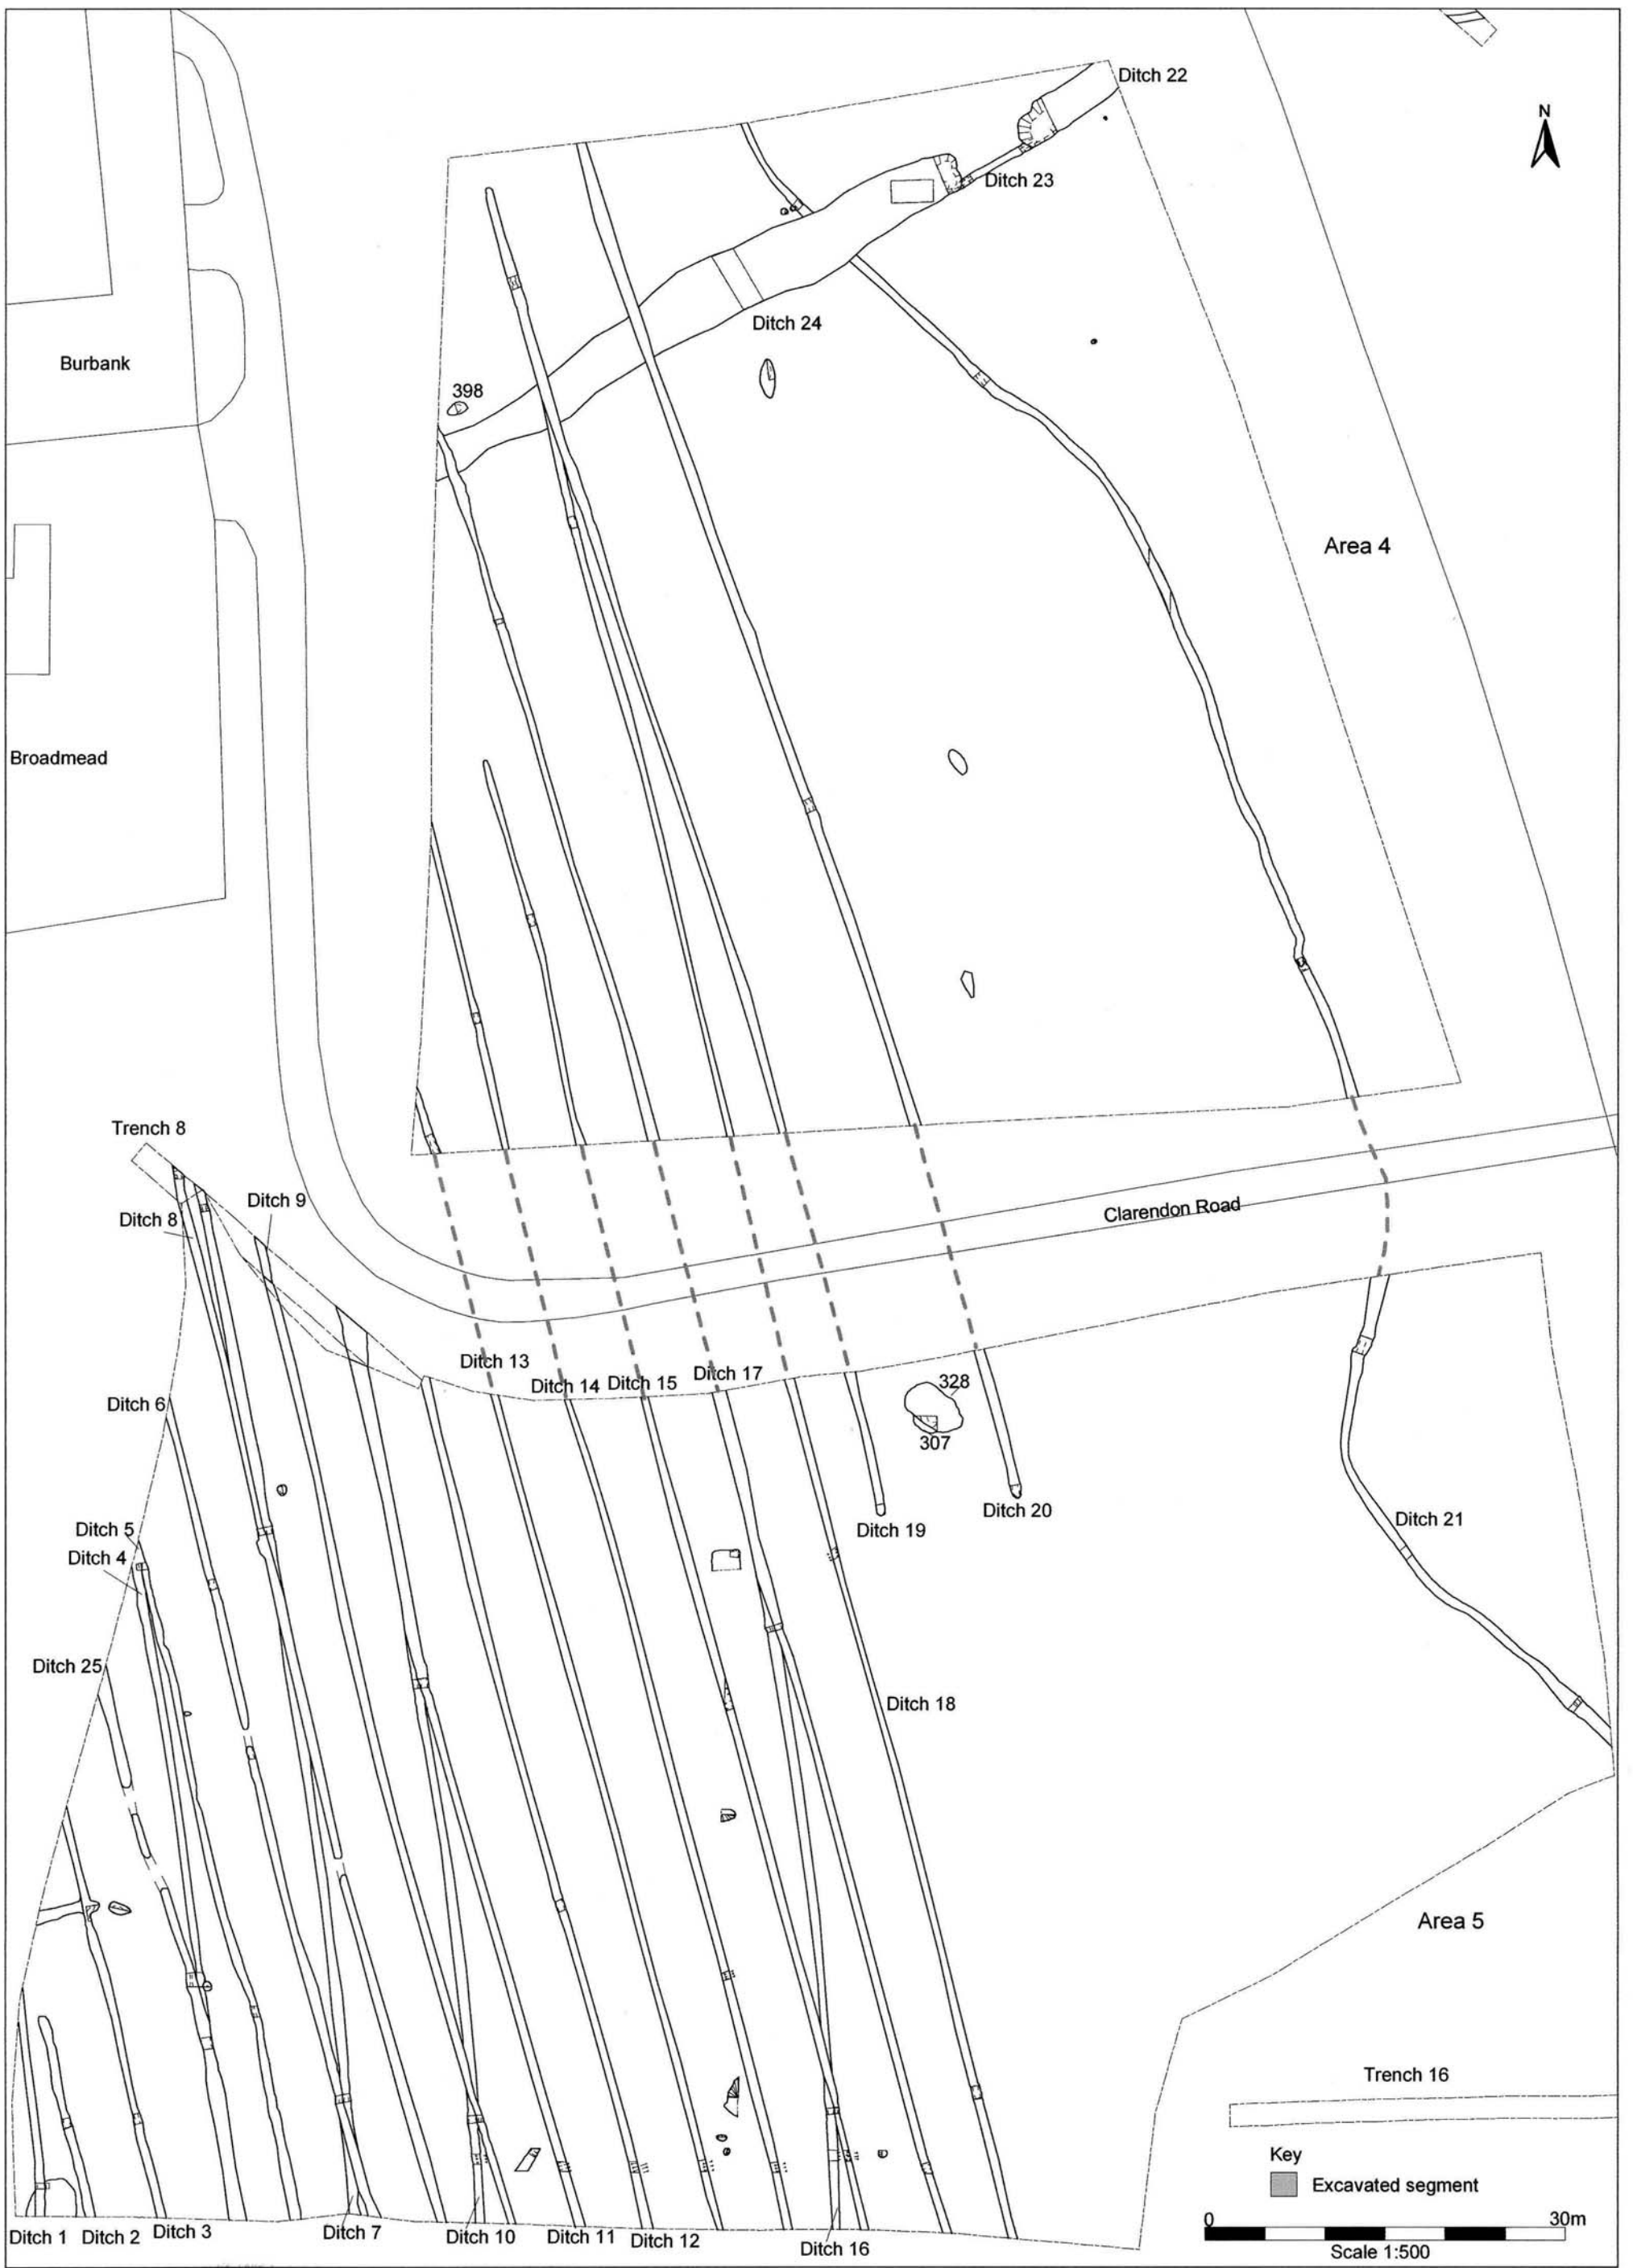 Ditch 22
N
Ditch 23
Ditch 24
Burbank
398
Area 4
Broadmead
Trench 8
Ditch 9
Ditch 8
Clarendon Road
Ditch 13
Ditch 17
Ditch 14
Ditch 15
328
Ditch 6
307
Ditch 20
Ditch 21
Ditch 5
Ditch 19
Ditch 4
Ditch 25
Ditch 18
Area 5
Trench 16
Key
Excavated segment
0 30m
Scale 1:500
Ditch 1
Ditch 2
Ditch 3
Ditch 7
Ditch 10
Ditch 11
Ditch 12
Ditch 16